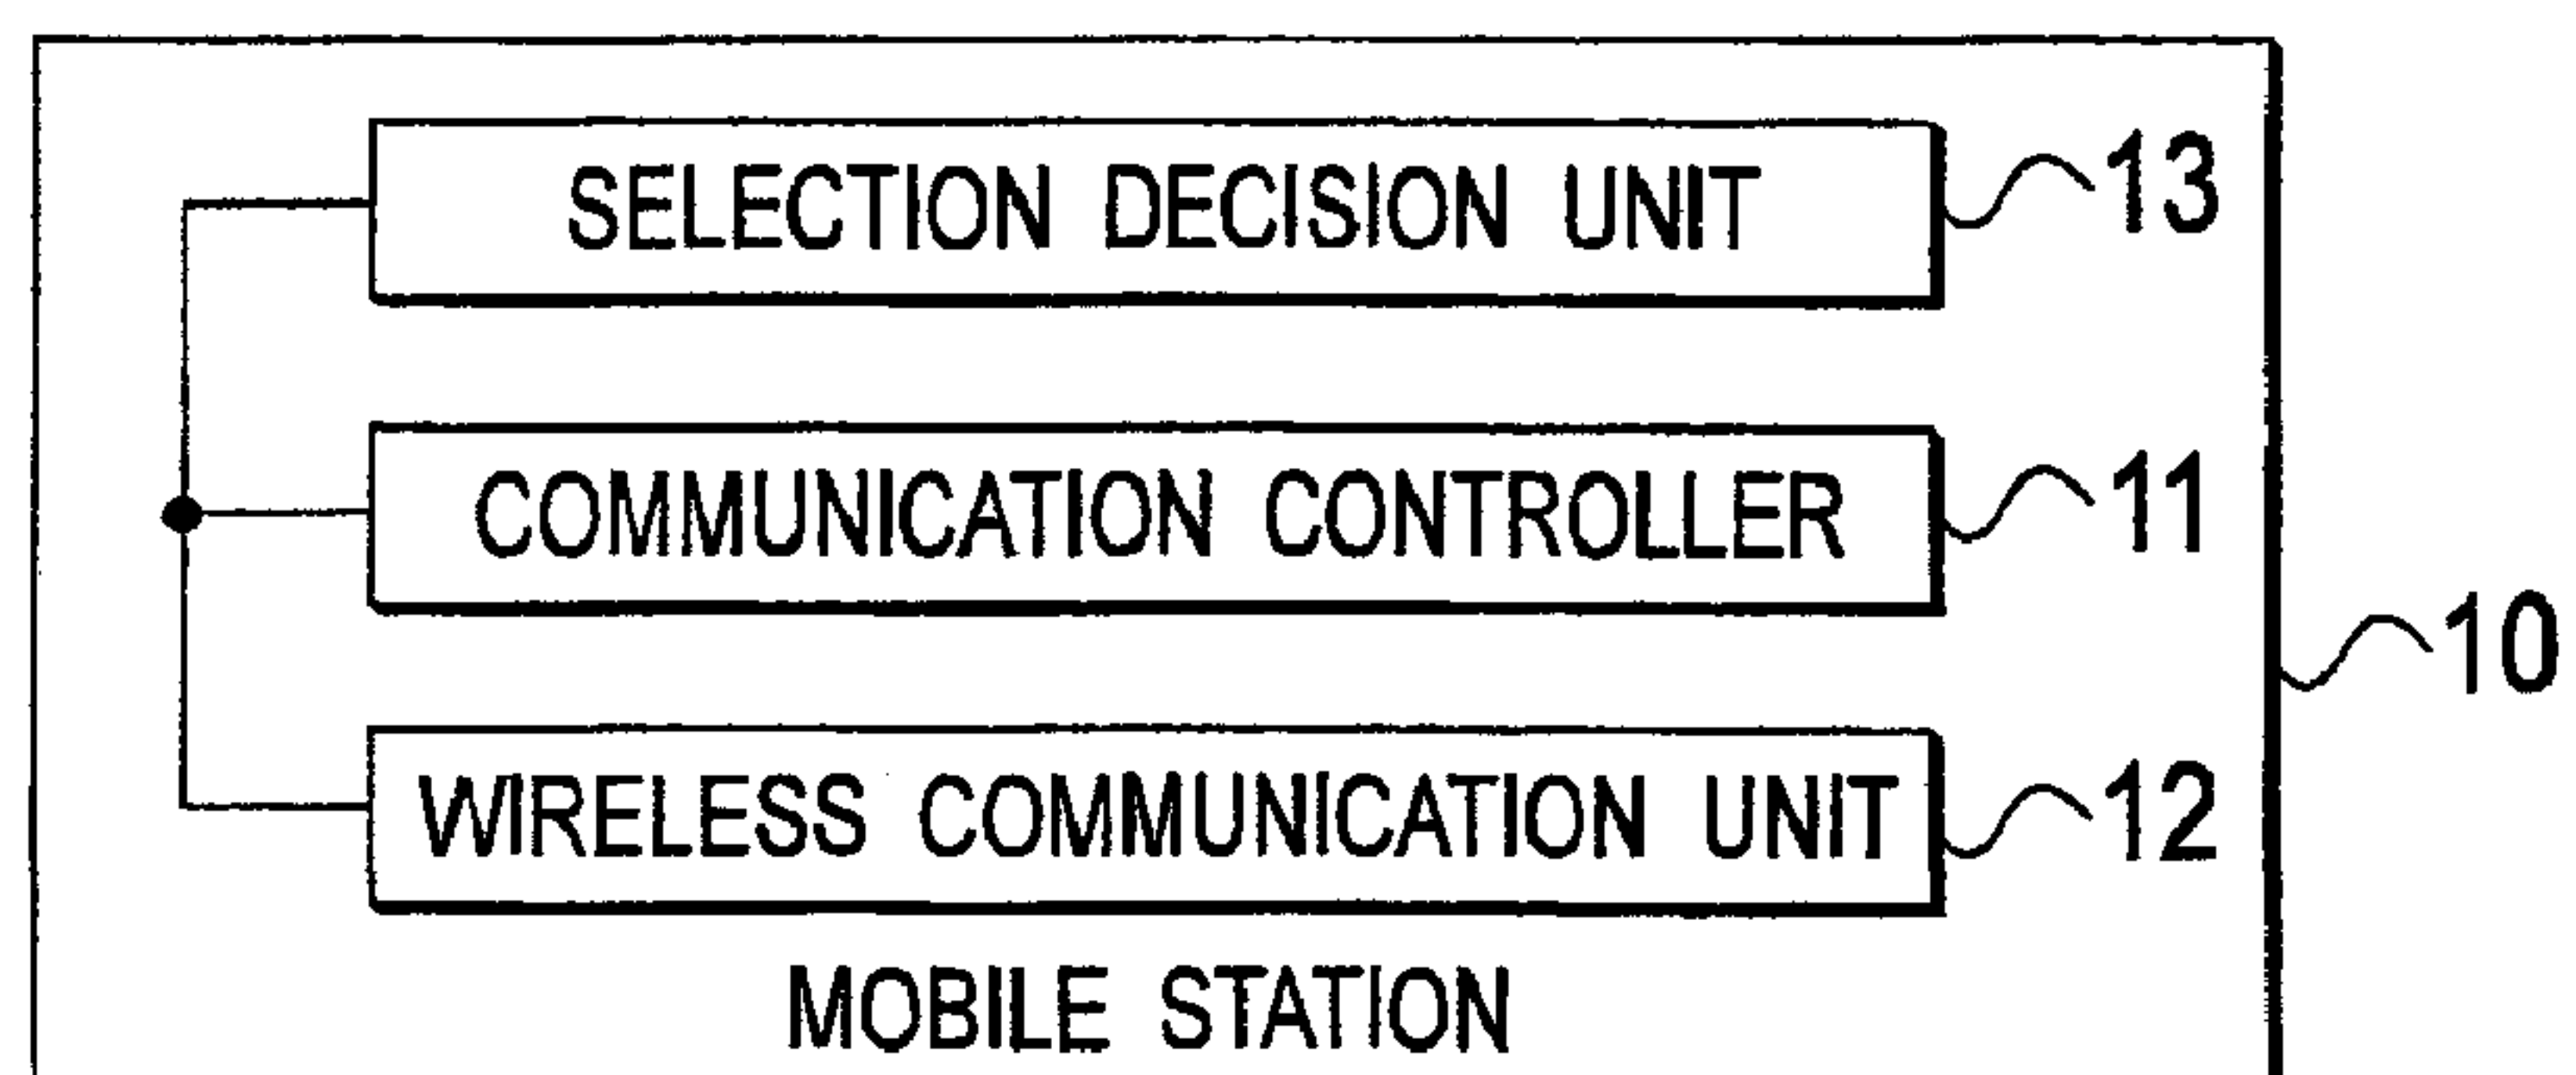 SELECTION DECISION UNIT 13
COMMUNICATION CONTROLLER 11
10
WIRELESS COMMUNICATION UNIT 12
MOBILE STATION